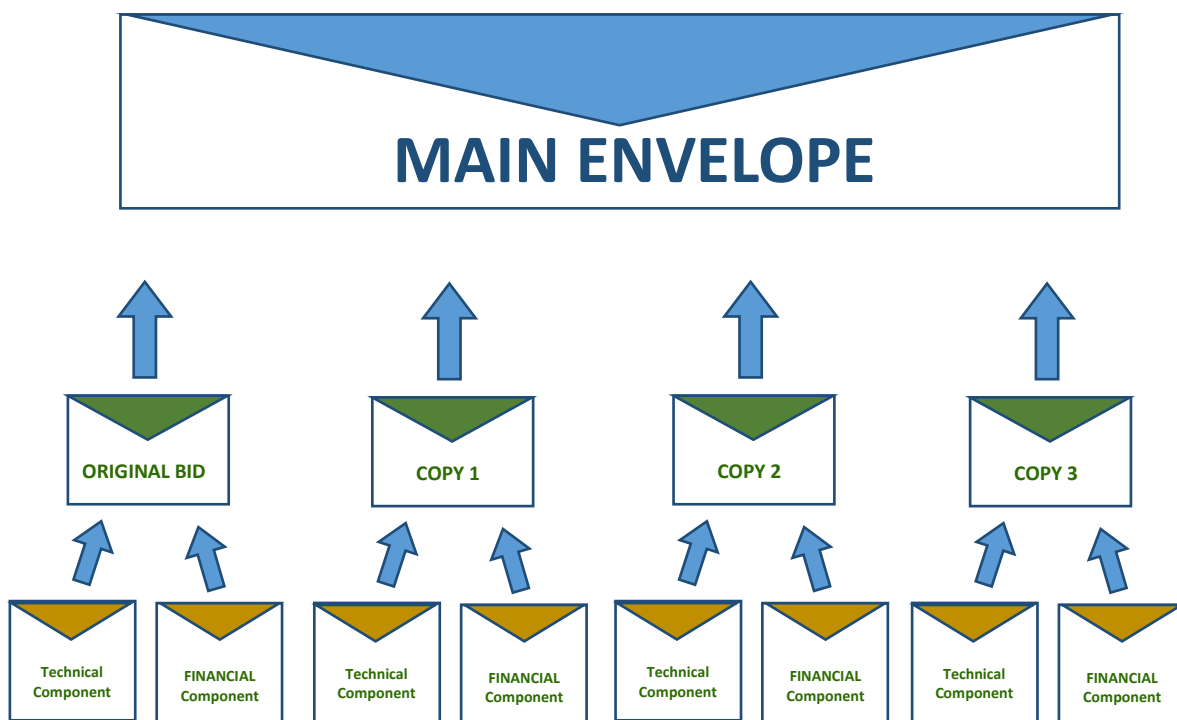 MAIN ENVELOPE
ORIGINAL BID
COPY 1
COPY 2
COPY 3
Technical
Component
FINANCIAL
Component
Technical
Component
FINANCIAL
Component
Technical
Component
FINANCIAL
Component
Technical
Component
FINANCIAL
Component